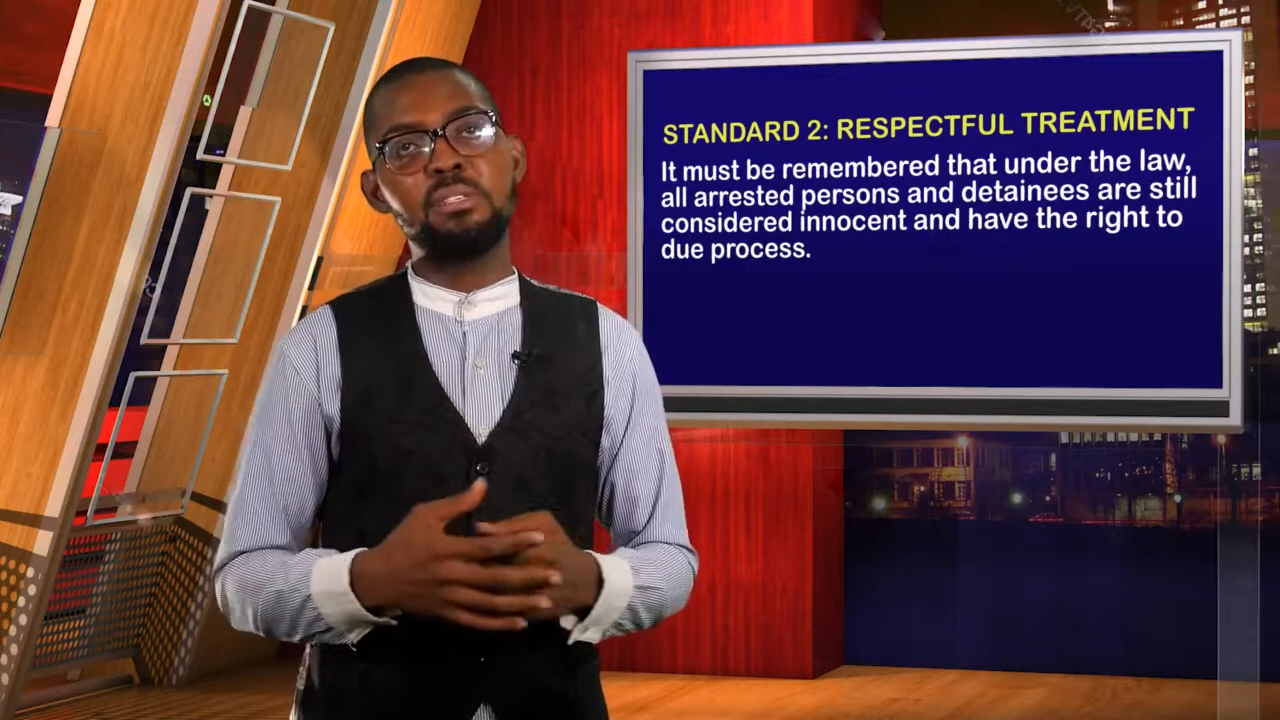 STANDARD 2: RESPECTFUL TREATMENT
It must be remembered that under the law,
all arrested persons and detainees are still
considered innocent and have the right to
due process.